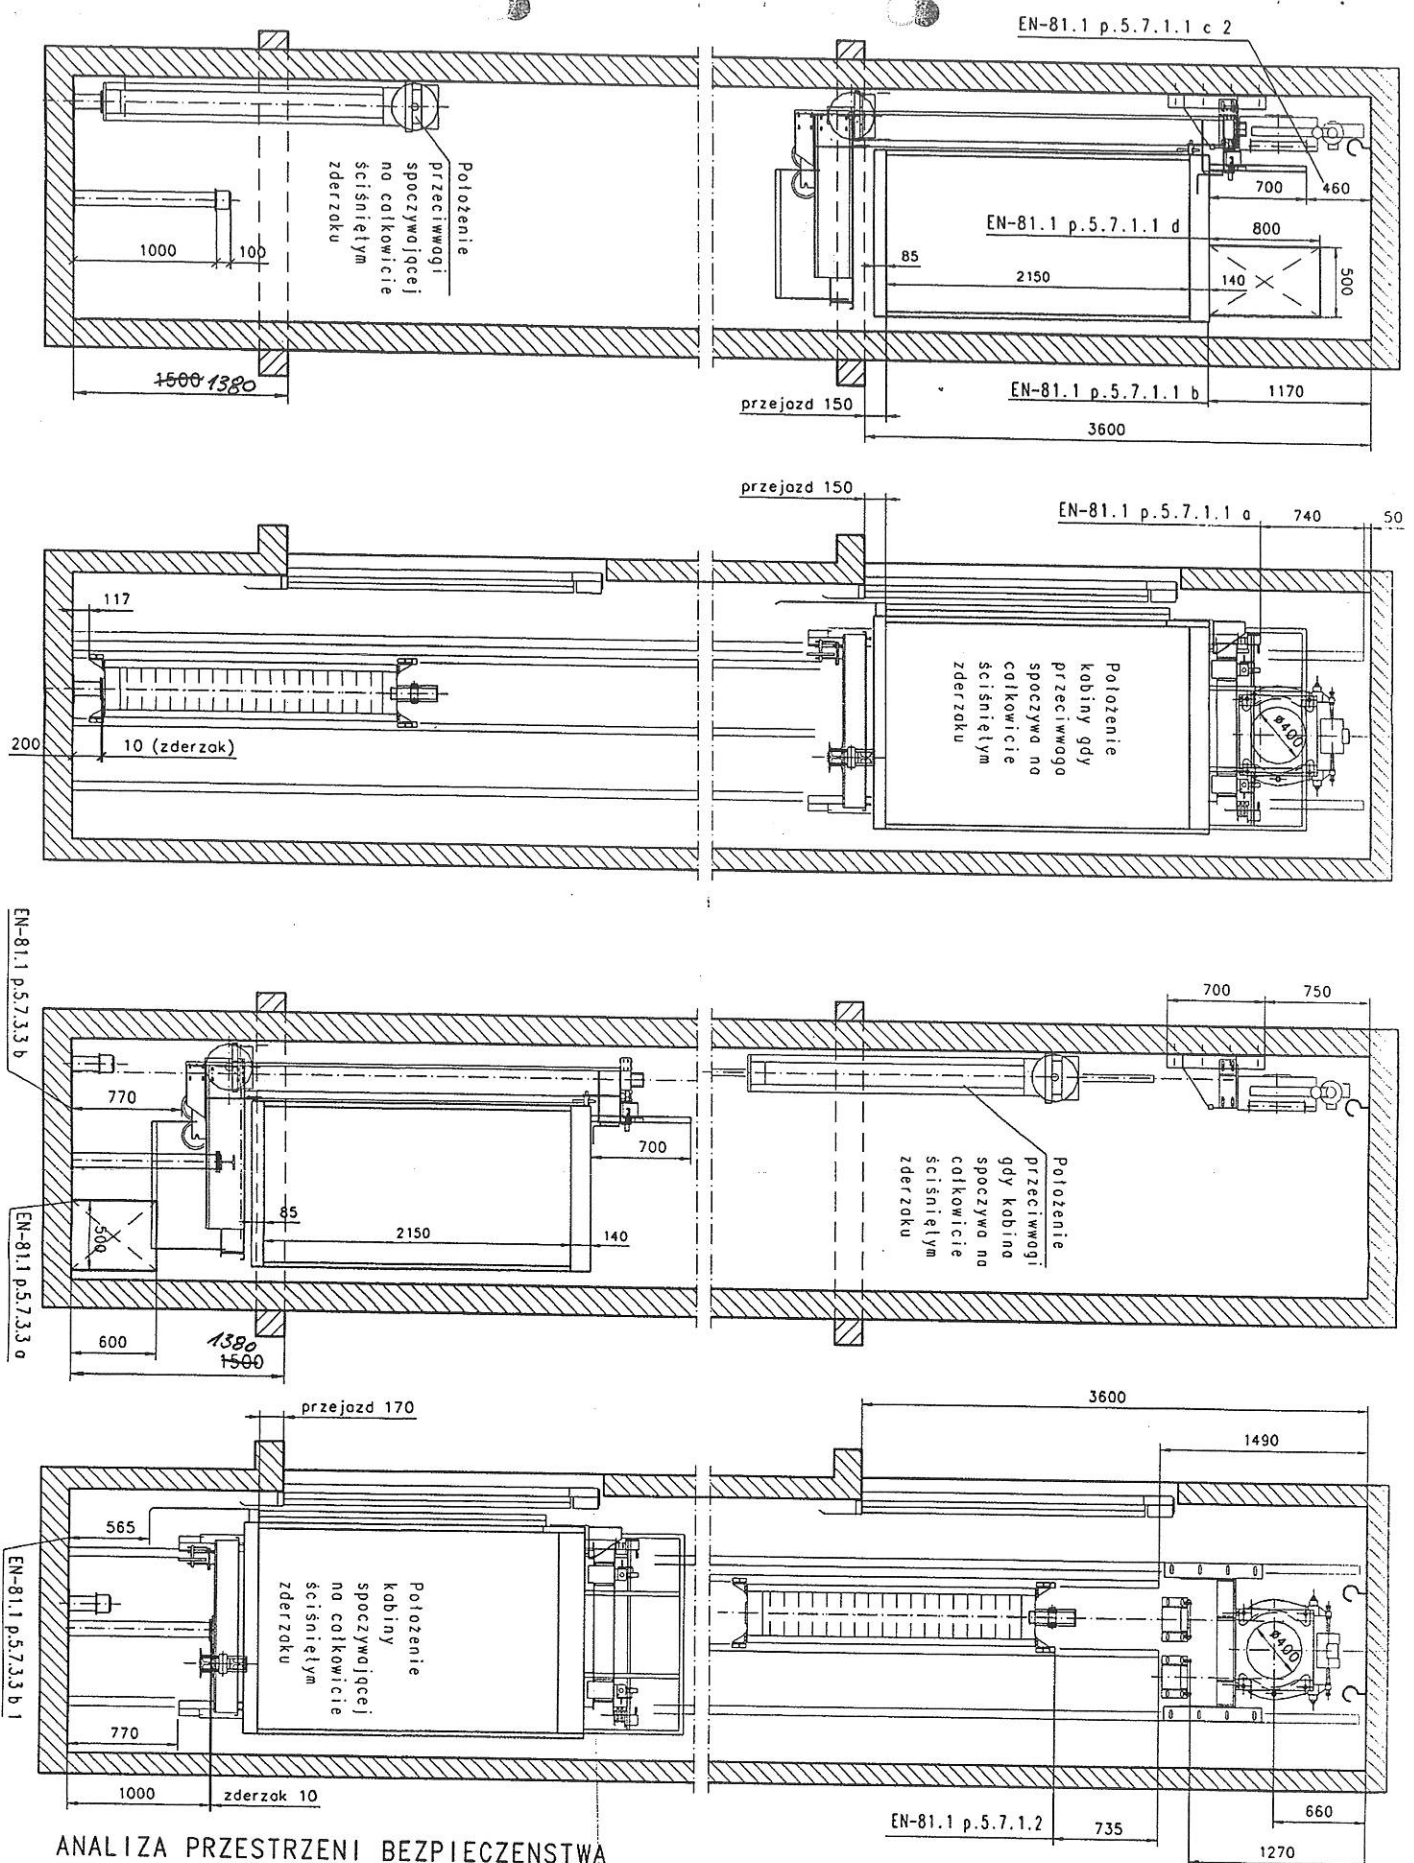 EN-81.1 p.5.7.1.1 c 2
Położenie
przeciwwagi
spoczywającej
na całkowicie
ściśniętym
zderzaku
1000
100
1500 1380
700
460
EN-81.1 p.5.7.1.1 d
800
85
2150
140
500
EN-81.1 p.5.7.1.1 b
1170
przejazd 150
3600
przejazd 150
EN-81.1 p.5.7.1.1 a
740
50
117
200
10 (zderzak)
Położenie
kabiny gdy
przeciwwaga
spoczywa na
całkowicie
ściśniętym
zderzaku
ø400
EN-81.1 p.5.7.3.3 b
770
700
750
700
85
2150
140
500
EN-81.1 p.5.7.3.3 a
600
1380
1500
Położenie
przeciwwagi
gdy kabina
spoczywa na
całkowicie
ściśniętym
zderzaku
przejazd 170
3600
1490
565
EN-81.1 p.5.7.3.3 b 1
Położenie
kabiny
spoczywającej
na całkowicie
ściśniętym
zderzaku
ø400
770
1000
zderzak 10
EN-81.1 p.5.7.1.2
735
660
1270
ANALIZA PRZESTRZENI BEZPIECZENSTWA